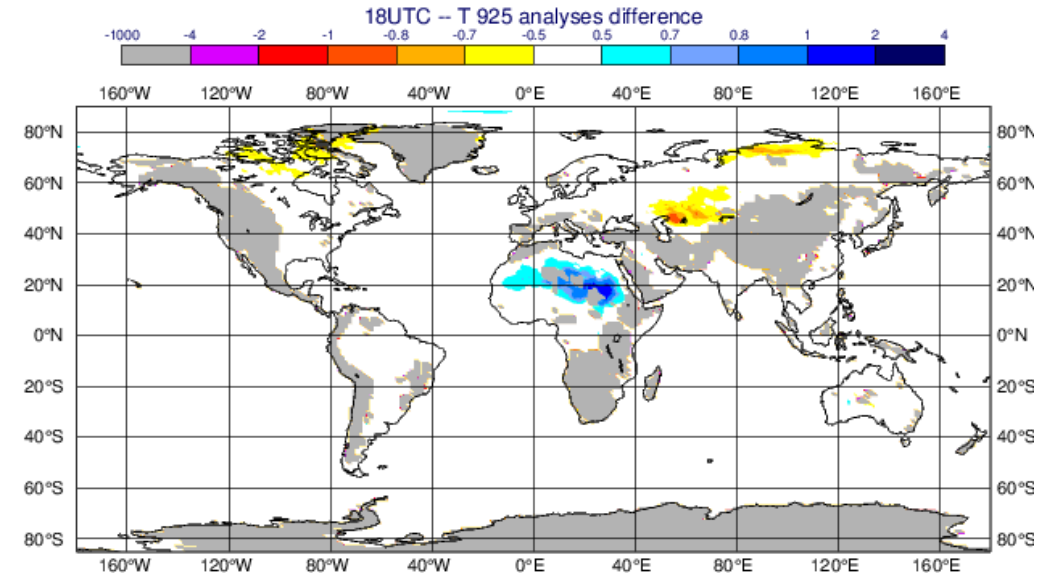 18UTC -- T 925 analyses difference
-1000 -4 -2 -1 -0.8 -0.7 -0.5 0.5 0.7 0.8 1 2 4
160°W 120°W 80°W 40°W 0°E 40°E 80°E 120°E 160°E
80°N 80°N
60°N 60°N
40°N 40°N
20°N 20°N
0°N 0°N
20°S 20°S
40°S 40°S
60°S 60°S
80°S 80°S
160°W 120°W 80°W 40°W 0°E 40°E 80°E 120°E 160°E